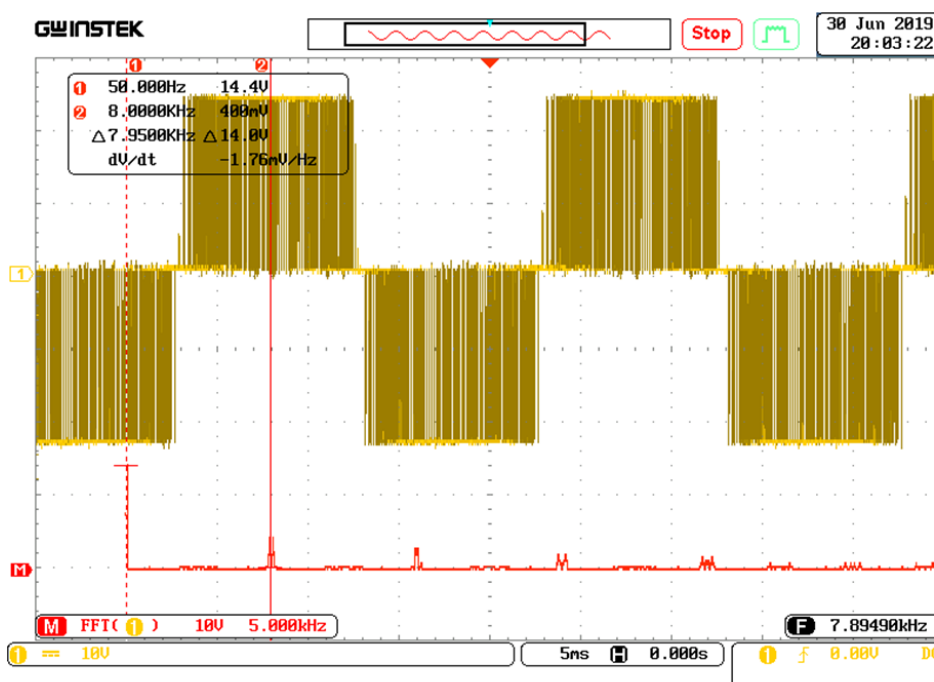 GWINSTEK
Stop
30 Jun 2019
20:03:22
1 2
1 50.000Hz 14.4V
2 8.0000KHz 400mV
△7.9500KHz △14.0V
dV/dt -1.76mV/Hz
1
M
M FFT( 1 ) 10V 5.000kHz
F 7.89490kHz
1 10V
5ms H 0.000s
1 0.00V